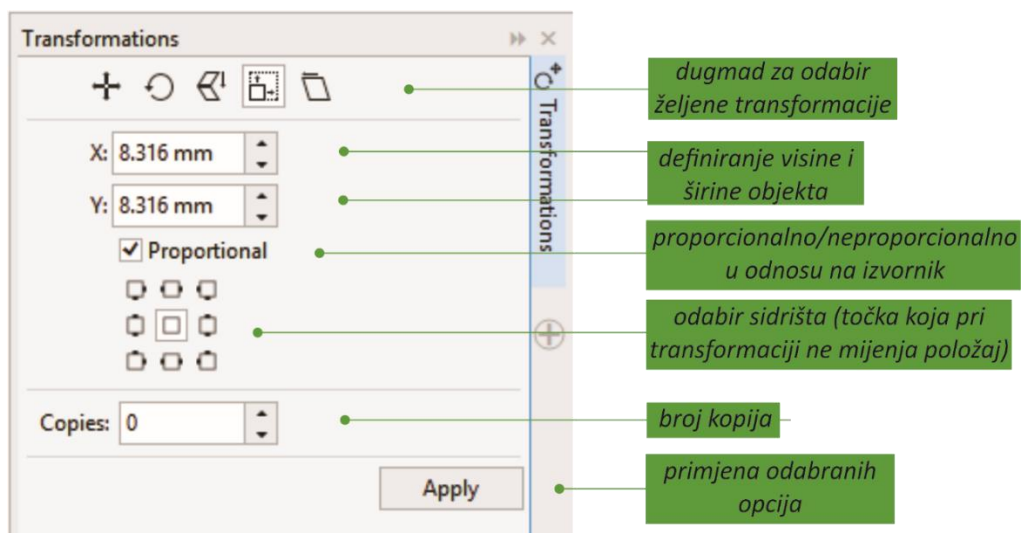 Transformations
dugmad za odabir
željene transformacije
X: 8.316 mm
Transformations
definiranje visine i
širine objekta
Y: 8.316 mm
Proportional
proporcionalno/neproporcionalno
u odnosu na izvornik
odabir sidrišta (točka koja pri
transformaciji ne mijenja položaj)
Copies: 0
broj kopija
Apply
primjena odabranih
opcija